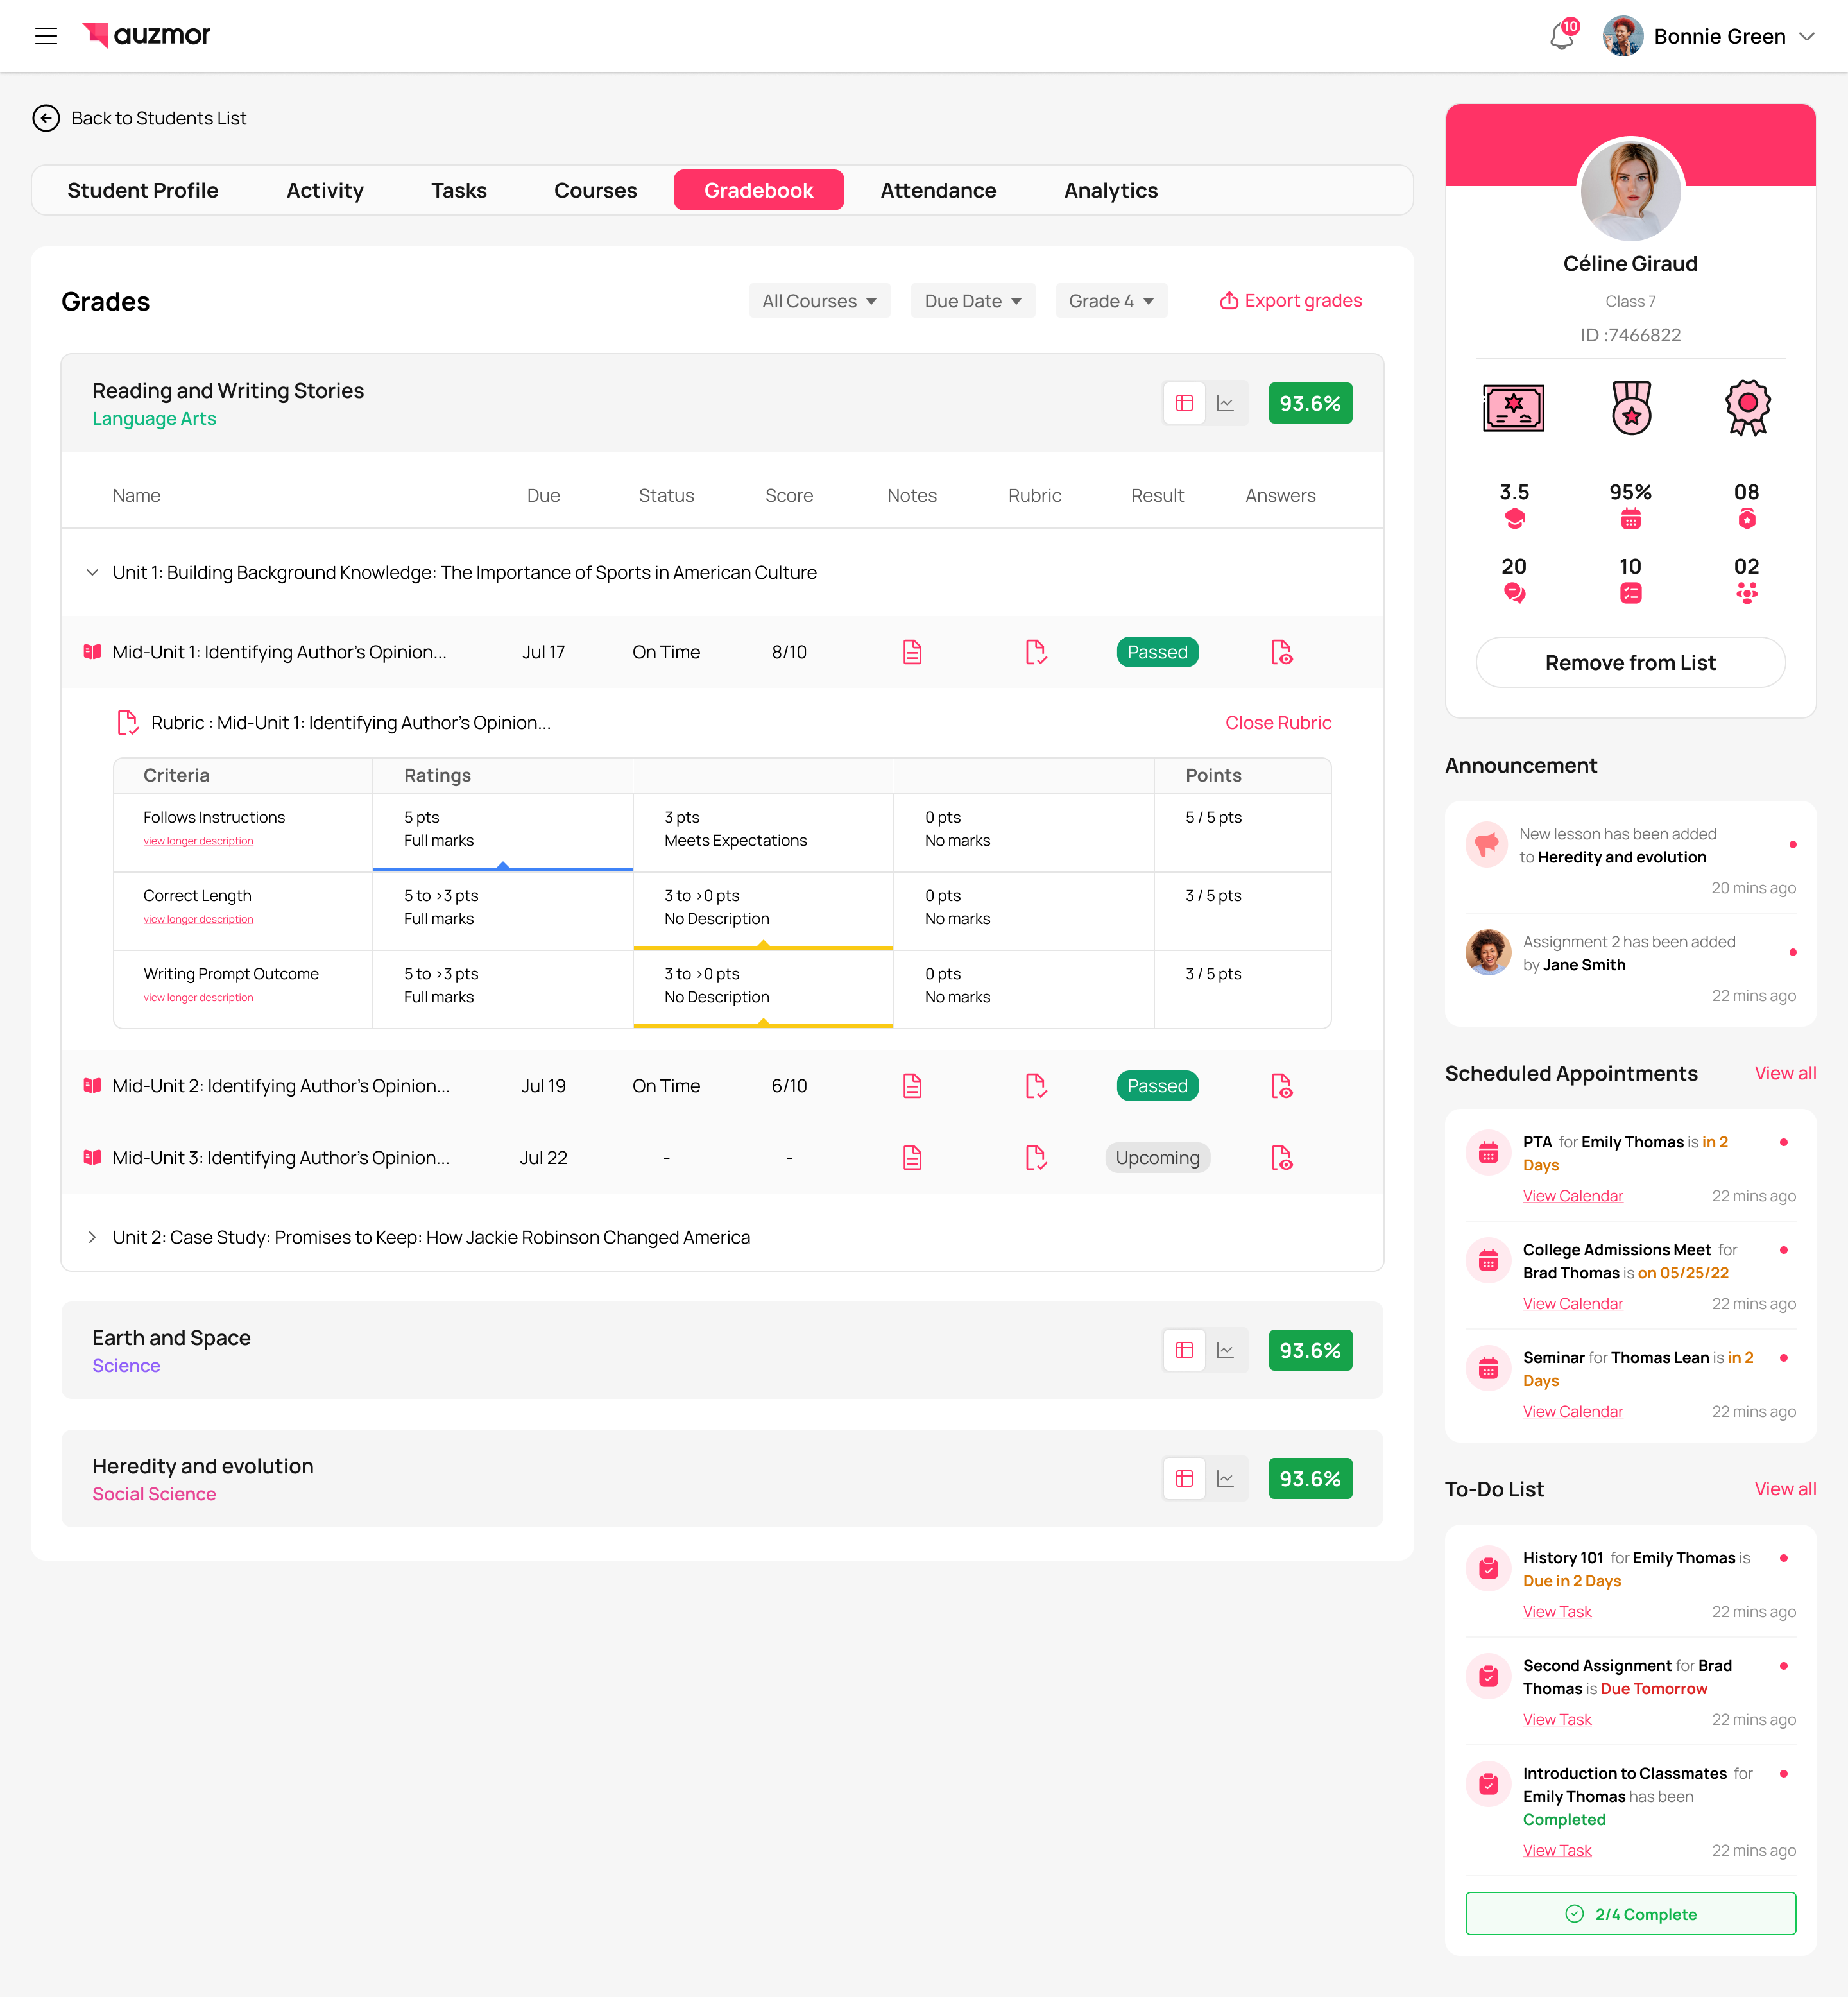 auzmor
10
Bonnie Green
Back to Students List
Student Profile
Activity
Tasks
Courses
Gradebook
Attendance
Analytics
Grades
All Courses
Due Date
Grade 4
Export grades
Reading and Writing Stories
Language Arts
93.6%
Name Due Status Score Notes Rubric Result Answers
Unit 1: Building Background Knowledge: The Importance of Sports in American Culture
Mid-Unit 1: Identifying Author's Opinion... Jul 17 On Time 8/10 Passed
Rubric : Mid-Unit 1: Identifying Author's Opinion...
Close Rubric
Criteria Ratings Points
Follows Instructions
view longer description
5 pts
Full marks
3 pts
Meets Expectations
0 pts
No marks
5 / 5 pts
Correct Length
view longer description
5 to >3 pts
Full marks
3 to >0 pts
No Description
0 pts
No marks
3 / 5 pts
Writing Prompt Outcome
view longer description
5 to >3 pts
Full marks
3 to >0 pts
No Description
0 pts
No marks
3 / 5 pts
Mid-Unit 2: Identifying Author's Opinion... Jul 19 On Time 6/10 Passed
Mid-Unit 3: Identifying Author's Opinion... Jul 22 - - Upcoming
Unit 2: Case Study: Promises to Keep: How Jackie Robinson Changed America
Earth and Space
Science
93.6%
Heredity and evolution
Social Science
93.6%
Céline Giraud
Class 7
ID :7466822
3.5 95% 08
20 10 02
Remove from List
Announcement
New lesson has been added
to Heredity and evolution
20 mins ago
Assignment 2 has been added
by Jane Smith
22 mins ago
Scheduled Appointments
View all
PTA for Emily Thomas is in 2
Days
View Calendar 22 mins ago
College Admissions Meet for
Brad Thomas is on 05/25/22
View Calendar 22 mins ago
Seminar for Thomas Lean is in 2
Days
View Calendar 22 mins ago
To-Do List
View all
History 101 for Emily Thomas is
Due in 2 Days
View Task 22 mins ago
Second Assignment for Brad
Thomas is Due Tomorrow
View Task 22 mins ago
Introduction to Classmates for
Emily Thomas has been
Completed
View Task 22 mins ago
2/4 Complete